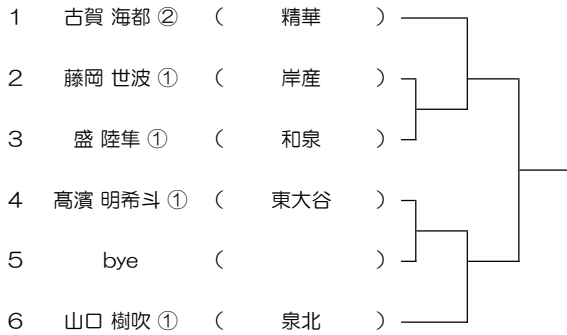 1 古賀 海都 ② ( 精華 )
2 藤岡 世波 ① ( 岸産 )
3 盛 陸隼 ① ( 和泉 )
4 髙濱 明希斗 ① ( 東大谷 )
5 bye ( )
6 山口 樹吹 ① ( 泉北 )